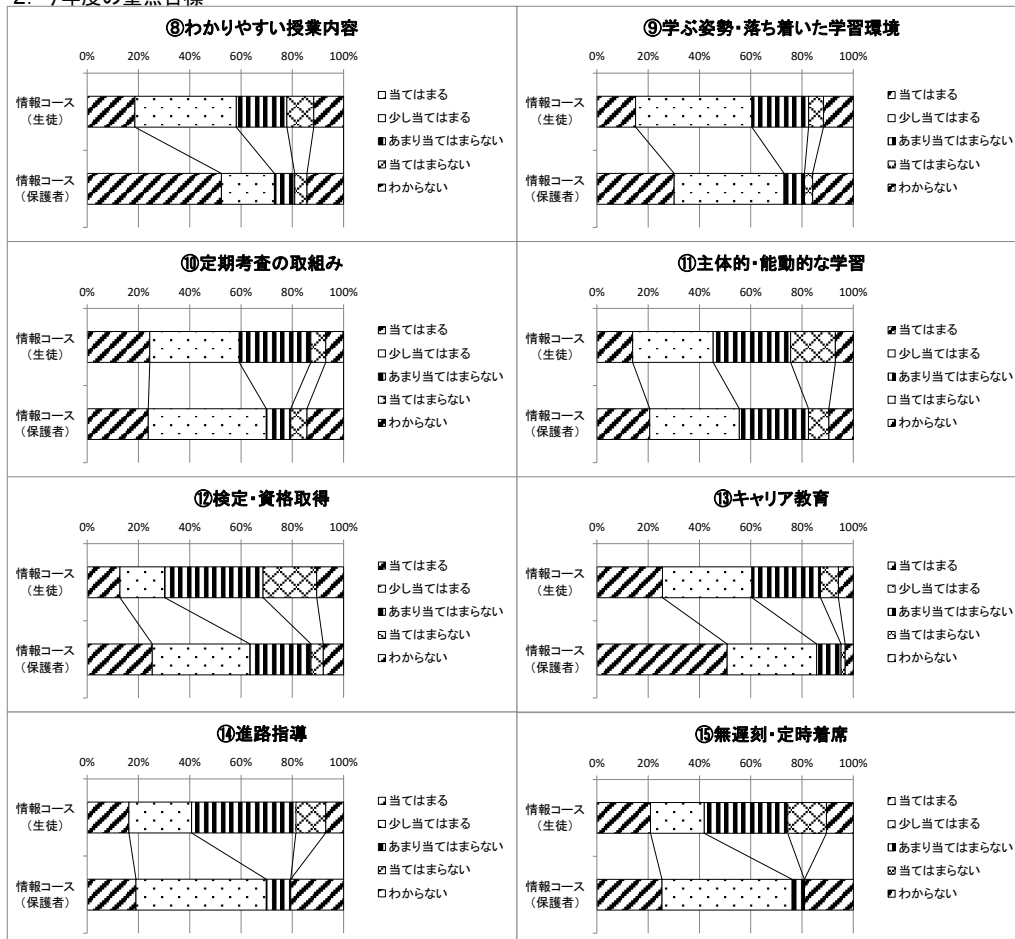 2. 7年度の重点目標
⑧わかりやすい授業内容
0% 20% 40% 60% 80% 100%
情報コース
（生徒）
情報コース
（保護者）
当てはまる
少し当てはまる
あまり当てはまらない
当てはまらない
わからない
⑨学ぶ姿勢・落ち着いた学習環境
0% 20% 40% 60% 80% 100%
情報コース
（生徒）
情報コース
（保護者）
当てはまる
少し当てはまる
あまり当てはまらない
当てはまらない
わからない
⑩定期考査の取組み
0% 20% 40% 60% 80% 100%
情報コース
（生徒）
情報コース
（保護者）
当てはまる
少し当てはまる
あまり当てはまらない
当てはまらない
わからない
⑪主体的・能動的な学習
0% 20% 40% 60% 80% 100%
情報コース
（生徒）
情報コース
（保護者）
当てはまる
少し当てはまる
あまり当てはまらない
当てはまらない
わからない
⑫検定・資格取得
0% 20% 40% 60% 80% 100%
情報コース
（生徒）
情報コース
（保護者）
当てはまる
少し当てはまる
あまり当てはまらない
当てはまらない
わからない
⑬キャリア教育
0% 20% 40% 60% 80% 100%
情報コース
（生徒）
情報コース
（保護者）
当てはまる
少し当てはまる
あまり当てはまらない
当てはまらない
わからない
⑭進路指導
0% 20% 40% 60% 80% 100%
情報コース
（生徒）
情報コース
（保護者）
当てはまる
少し当てはまる
あまり当てはまらない
当てはまらない
わからない
⑮無遅刻・定時着席
0% 20% 40% 60% 80% 100%
情報コース
（生徒）
情報コース
（保護者）
当てはまる
少し当てはまる
あまり当てはまらない
当てはまらない
わからない